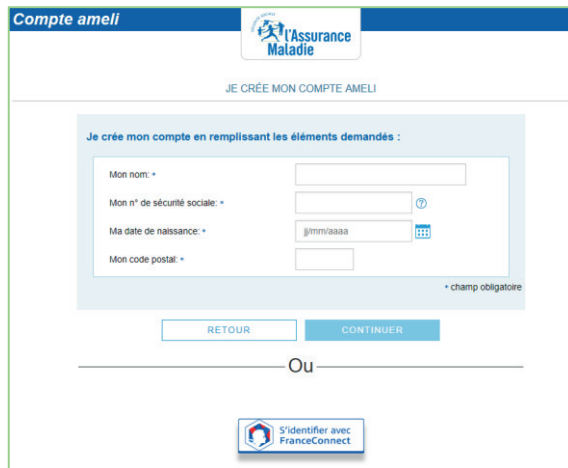 Compte ameli
l'Assurance
Maladie
JE CRÉE MON COMPTE AMELI
Je crée mon compte en remplissant les éléments demandés :
Mon nom: *
Mon n° de sécurité sociale: * ?
Ma date de naissance: * jj/mm/aaaa
Mon code postal: *
* champ obligatoire
RETOUR CONTINUER
Ou
S'identifier avec
FranceConnect